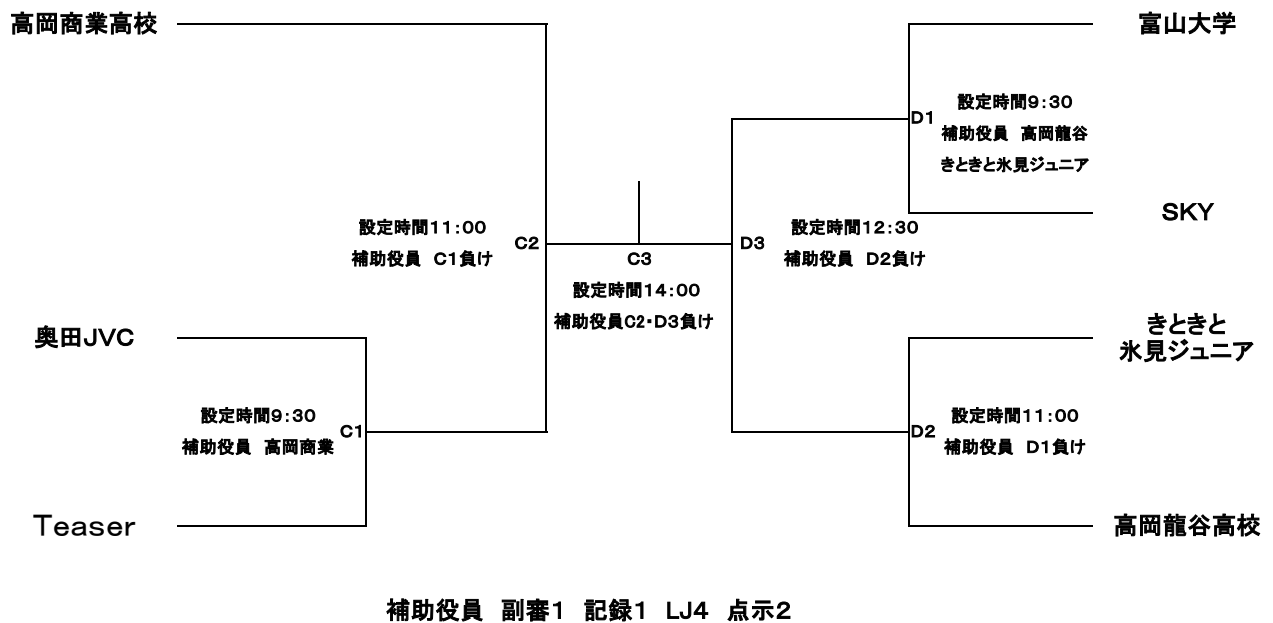 高岡商業高校
富山大学
設定時間9:30
D1
補助役員　高岡龍谷
きときと氷見ジュニア
SKY
設定時間11:00
C2
補助役員　C1負け
D3
設定時間12:30
補助役員　D2負け
C3
設定時間14:00
補助役員C2・D3負け
奥田JVC
きときと
氷見ジュニア
設定時間9:30
C1
補助役員　高岡商業
D2
設定時間11:00
補助役員　D1負け
Teaser
高岡龍谷高校
補助役員　副審1　記録1　LJ4　点示2